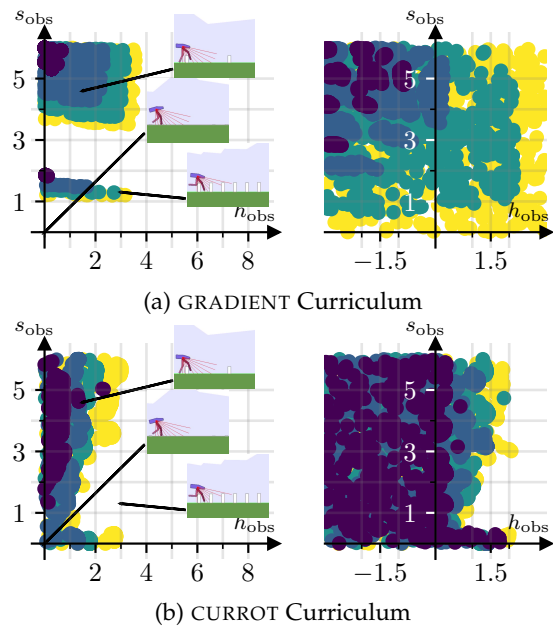 s_obs s_obs
5 5
3 3
1 1
h_obs h_obs
2 4 6 8 −1.5 1.5
(a) GRADIENT Curriculum
s_obs s_obs
5 5
3 3
1 1
h_obs h_obs
2 4 6 8 −1.5 1.5
(b) CURROT Curriculum